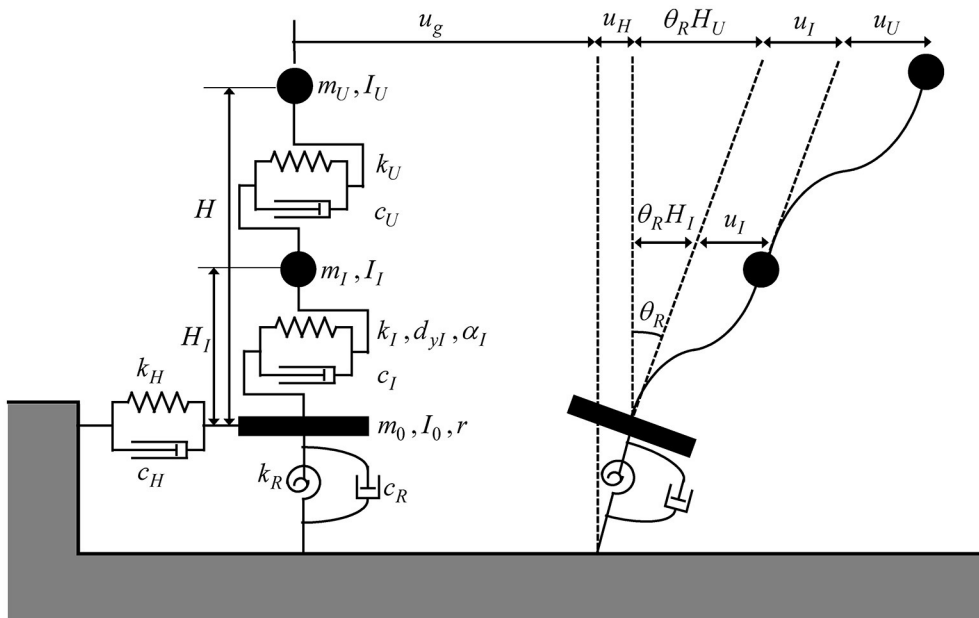 u_g
u_H
θ_R H_U
u_I
u_U
m_U , I_U
k_U
c_U
H
θ_R H_I
u_I
m_I , I_I
θ_R
H_I
k_I , d_yI , α_I
c_I
k_H
c_H
m_0 , I_0 , r
k_R
c_R